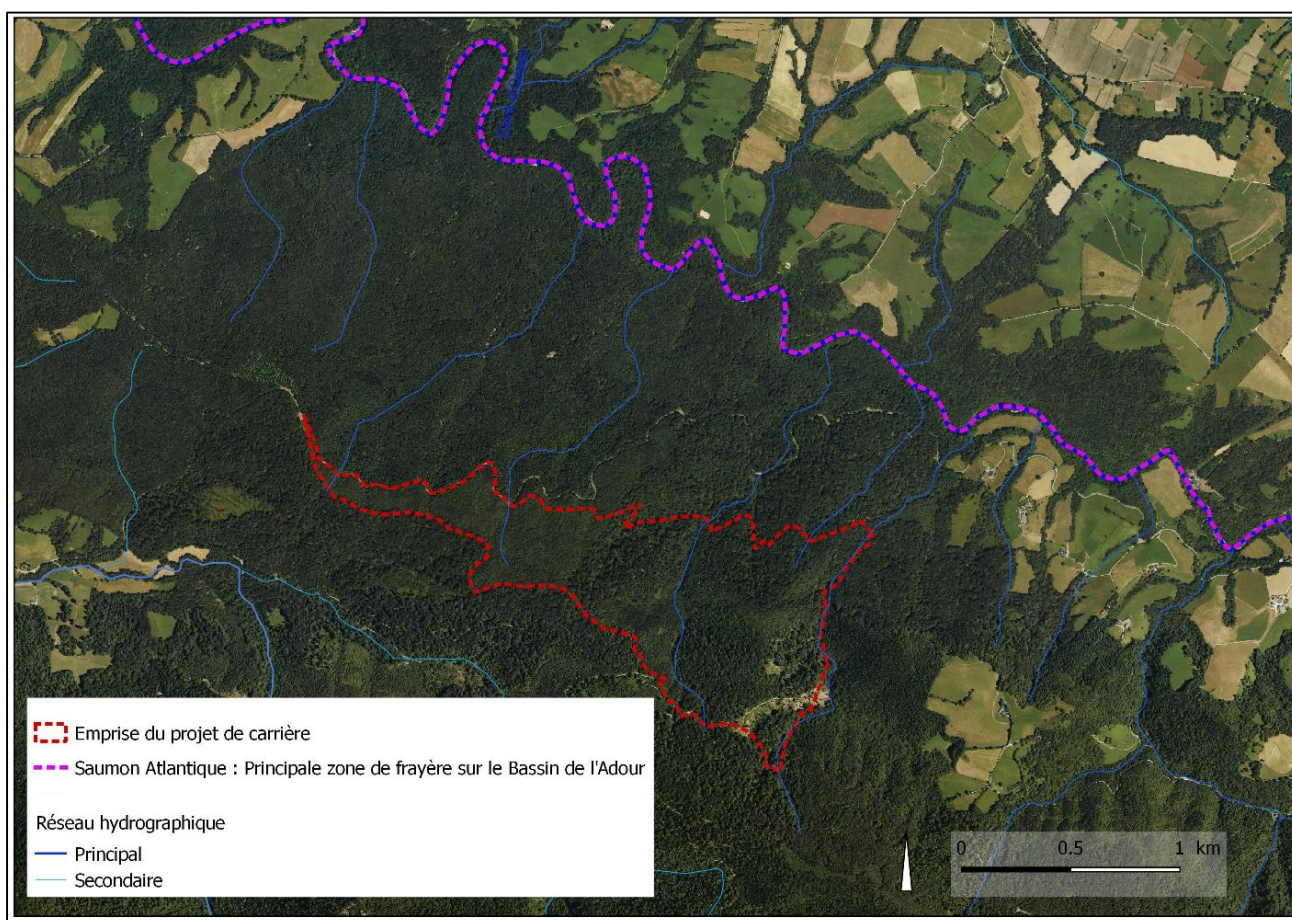 Emprise du projet de carrière
Saumon Atlantique : Principale zone de frayère sur le Bassin de l'Adour
Réseau hydrographique
Principal
Secondaire
0 0.5 1 km